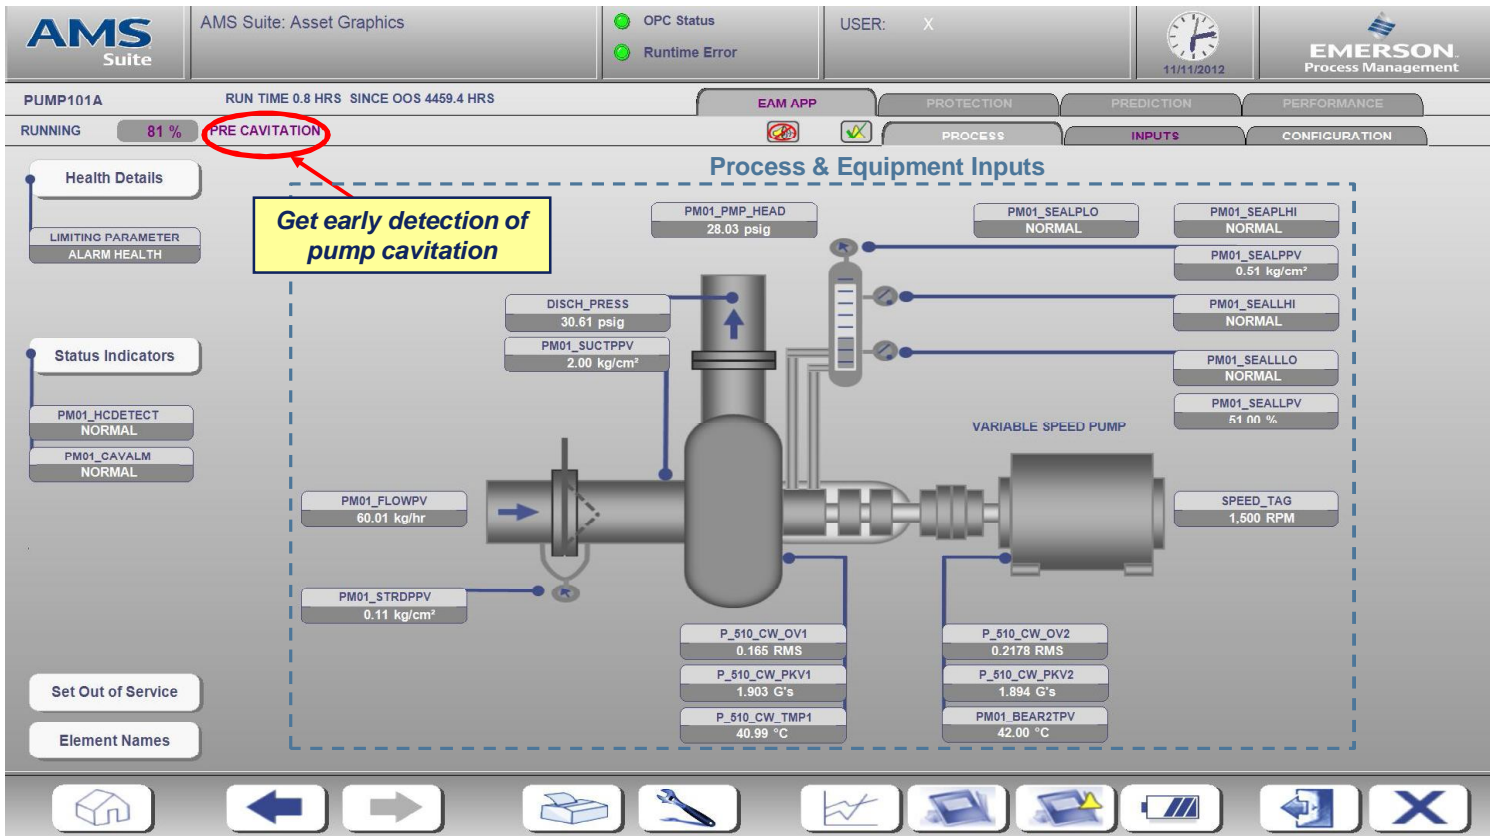 AMS
Suite
AMS Suite: Asset Graphics
OPC Status
Runtime Error
USER: X
11/11/2012
EMERSON
Process Management
PUMP101A
RUN TIME 0.8 HRS SINCE OOS 4459.4 HRS
EAM APP
PROTECTION
PREDICTION
PERFORMANCE
RUNNING
81 %
PRE CAVITATION
PROCESS
INPUTS
CONFIGURATION
Process & Equipment Inputs
Health Details
LIMITING PARAMETER
ALARM HEALTH
Get early detection of
pump cavitation
PM01_PMP_HEAD
28.03 psig
PM01_SEALPLO
NORMAL
PM01_SEAPLHI
NORMAL
PM01_SEALPPV
0.51 kg/cm²
DISCH_PRESS
30.61 psig
PM01_SEALLHI
NORMAL
PM01_SUCTPPV
2.00 kg/cm²
Status Indicators
PM01_SEALLLO
NORMAL
PM01_HCDETECT
NORMAL
PM01_SEALLPV
51.00 %
VARIABLE SPEED PUMP
PM01_CAVALM
NORMAL
PM01_FLOWPV
60.01 kg/hr
SPEED_TAG
1.500 RPM
PM01_STRDPPV
0.11 kg/cm²
P_510_CW_OV1
0.165 RMS
P_510_CW_OV2
0.2178 RMS
P_510_CW_PKV1
1.903 G's
P_510_CW_PKV2
1.894 G's
P_510_CW_TMP1
40.99 °C
PM01_BEAR2TPV
42.00 °C
Set Out of Service
Element Names